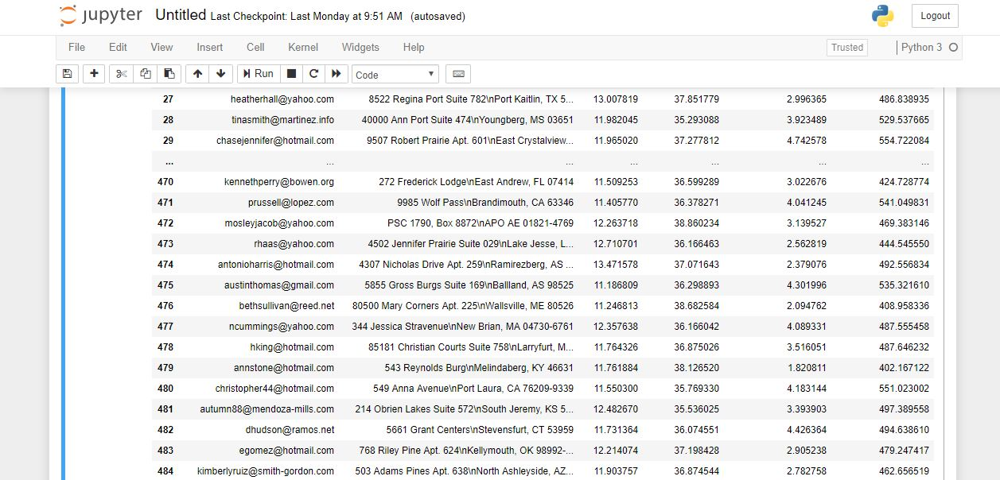 jupyter Untitled Last Checkpoint: Last Monday at 9:51 AM (autosaved) Logout
File Edit View Insert Cell Kernel Widgets Help Trusted Python 3
Run Code
27 heatherhall@yahoo.com 8522 Regina Port Suite 782\nPort Kaitlin, TX 5... 13.007819 37.851779 2.996365 486.838935
28 tinasmith@martinez.info 40000 Ann Port Suite 474\nYoungberg, MS 03651 11.982045 35.293088 3.923489 529.537665
29 chasejennifer@hotmail.com 9507 Robert Prairie Apt. 601\nEast Crystalview... 11.965020 37.277812 4.742578 554.722084
... ... ... ... ... ... ...
470 kennethperry@bowen.org 272 Frederick Lodge\nEast Andrew, FL 07414 11.509253 36.599289 3.022676 424.728774
471 prussell@lopez.com 9985 Wolf Pass\nBrandimouth, CA 63346 11.405770 36.378271 4.041245 541.049831
472 mosleyjacob@yahoo.com PSC 1790, Box 8872\nAPO AE 01821-4769 12.263718 38.860234 3.139527 469.383146
473 rhaas@yahoo.com 4502 Jennifer Prairie Suite 029\nLake Jesse, L... 12.710701 36.166463 2.562819 444.545550
474 antonioharris@hotmail.com 4307 Nicholas Drive Apt. 259\nRamirezberg, AS ... 13.471578 37.071643 2.379076 492.556834
475 austinthomas@gmail.com 5855 Gross Burgs Suite 169\nBallland, AS 98525 11.186809 36.298893 4.301996 535.321610
476 bethsullivan@reed.net 80500 Mary Corners Apt. 225\nWallsville, ME 80526 11.246813 38.682584 2.094762 408.958336
477 ncummings@yahoo.com 344 Jessica Stravenue\nNew Brian, MA 04730-6761 12.357638 36.166042 4.089331 487.555458
478 hking@hotmail.com 85181 Christian Courts Suite 758\nLarryfurt, M... 11.764326 36.875026 3.516051 487.646232
479 annstone@hotmail.com 543 Reynolds Burg\nMelindaberg, KY 46631 11.761884 38.126520 1.820811 402.167122
480 christopher44@hotmail.com 549 Anna Avenue\nPort Laura, CA 76209-9339 11.550300 35.769330 4.183144 551.023002
481 autumn88@mendoza-mills.com 214 Obrien Lakes Suite 572\nSouth Jeremy, KS 5... 12.482670 35.536025 3.393903 497.389558
482 dhudson@ramos.net 5661 Grant Centers\nStevensfurt, CT 53959 11.731364 36.074551 4.426364 494.638610
483 egomez@hotmail.com 768 Riley Pine Apt. 624\nKellymouth, OK 98992-... 12.214074 37.198428 2.905238 479.247417
484 kimberlyruiz@smith-gordon.com 503 Adams Pines Apt. 638\nNorth Ashleyside, AZ... 11.903757 36.874544 2.782758 462.656519